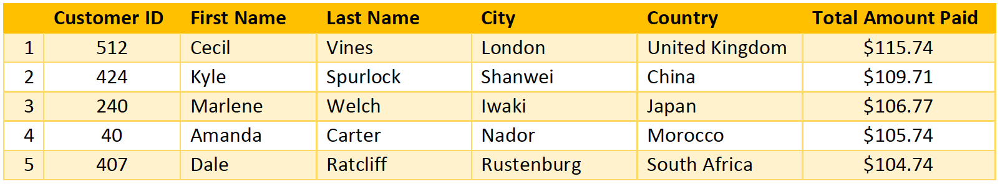 Customer ID First Name Last Name City Country Total Amount Paid
1 512 Cecil Vines London United Kingdom $115.74
2 424 Kyle Spurlock Shanwei China $109.71
3 240 Marlene Welch Iwaki Japan $106.77
4 40 Amanda Carter Nador Morocco $105.74
5 407 Dale Ratcliff Rustenburg South Africa $104.74